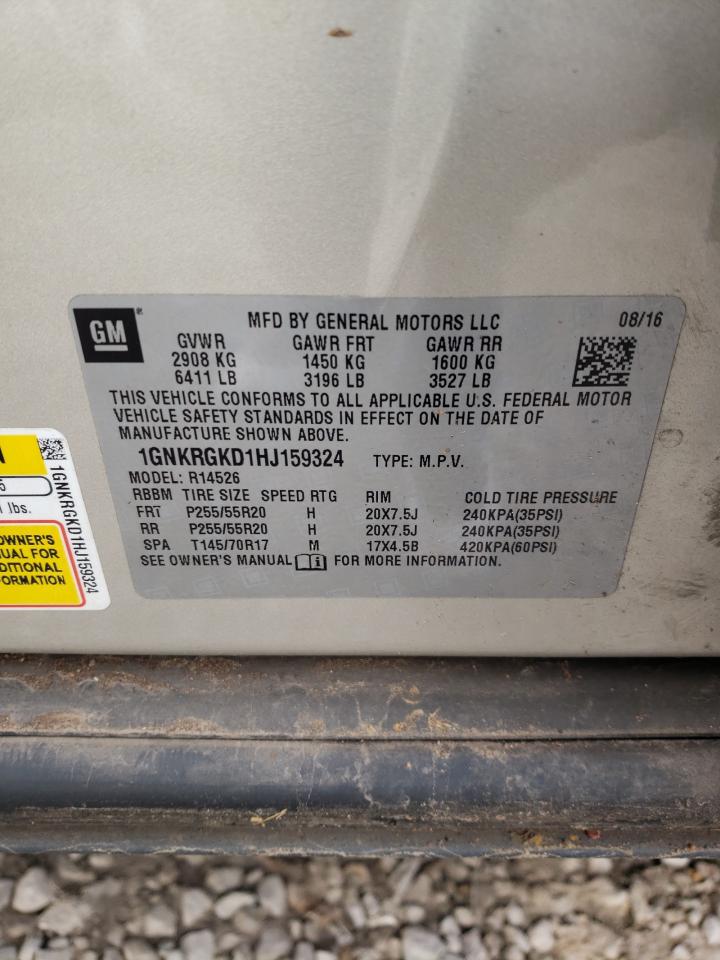 GM
MFD BY GENERAL MOTORS LLC 08/16
GVWR GAWR FRT GAWR RR
2908 KG 1450 KG 1600 KG
6411 LB 3196 LB 3527 LB
THIS VEHICLE CONFORMS TO ALL APPLICABLE U.S. FEDERAL MOTOR
VEHICLE SAFETY STANDARDS IN EFFECT ON THE DATE OF
MANUFACTURE SHOWN ABOVE.
1GNKRGKD1HJ159324 TYPE: M.P.V.
MODEL: R14526
RBBM TIRE SIZE SPEED RTG RIM COLD TIRE PRESSURE
FRT P255/55R20 H 20X7.5J 240KPA(35PSI)
RR P255/55R20 H 20X7.5J 240KPA(35PSI)
SPA T145/70R17 M 17X4.5B 420KPA(60PSI)
SEE OWNER'S MANUAL i FOR MORE INFORMATION.
N
5
lbs.
OWNER'S
UAL FOR
DITIONAL
ORMATION
1GNKRGKD1HJ159324